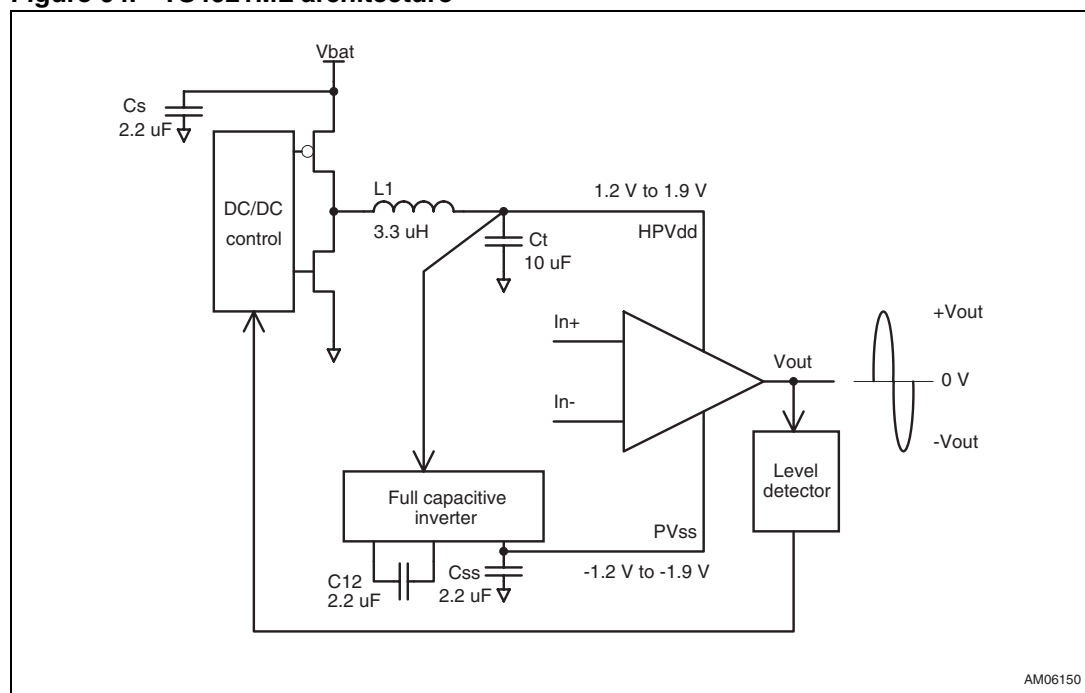 Vbat
Cs
2.2 uF
DC/DC
control
L1
3.3 uH
1.2 V to 1.9 V
HPVdd
Ct
10 uF
In+
In-
Vout
+Vout
0 V
-Vout
Level
detector
Full capacitive
inverter
PVss
-1.2 V to -1.9 V
C12
2.2 uF
Css
2.2 uF
AM06150